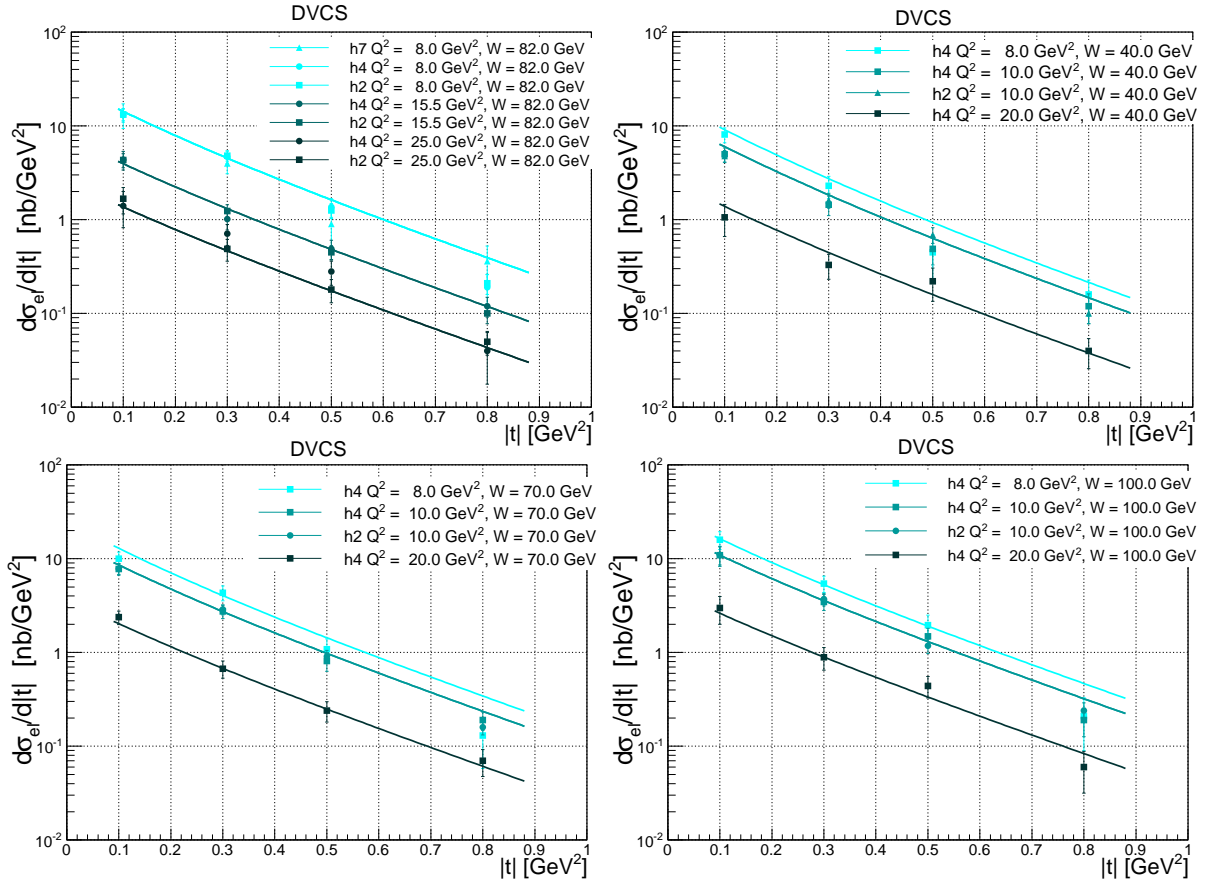 DVCS
dσel/d|t| [nb/GeV²]
10²
10
1
10⁻¹
10⁻²
h7 Q² = 8.0 GeV², W = 82.0 GeV
h4 Q² = 8.0 GeV², W = 82.0 GeV
h2 Q² = 8.0 GeV², W = 82.0 GeV
h4 Q² = 15.5 GeV², W = 82.0 GeV
h2 Q² = 15.5 GeV², W = 82.0 GeV
h4 Q² = 25.0 GeV², W = 82.0 GeV
h2 Q² = 25.0 GeV², W = 82.0 GeV
0 0.1 0.2 0.3 0.4 0.5 0.6 0.7 0.8 0.9 1
|t| [GeV²]
DVCS
dσel/d|t| [nb/GeV²]
10²
10
1
10⁻¹
10⁻²
h4 Q² = 8.0 GeV², W = 40.0 GeV
h4 Q² = 10.0 GeV², W = 40.0 GeV
h2 Q² = 10.0 GeV², W = 40.0 GeV
h4 Q² = 20.0 GeV², W = 40.0 GeV
0 0.1 0.2 0.3 0.4 0.5 0.6 0.7 0.8 0.9 1
|t| [GeV²]
DVCS
dσel/d|t| [nb/GeV²]
10²
10
1
10⁻¹
10⁻²
h4 Q² = 8.0 GeV², W = 70.0 GeV
h4 Q² = 10.0 GeV², W = 70.0 GeV
h2 Q² = 10.0 GeV², W = 70.0 GeV
h4 Q² = 20.0 GeV², W = 70.0 GeV
0 0.1 0.2 0.3 0.4 0.5 0.6 0.7 0.8 0.9 1
|t| [GeV²]
DVCS
dσel/d|t| [nb/GeV²]
10²
10
1
10⁻¹
10⁻²
h4 Q² = 8.0 GeV², W = 100.0 GeV
h4 Q² = 10.0 GeV², W = 100.0 GeV
h2 Q² = 10.0 GeV², W = 100.0 GeV
h4 Q² = 20.0 GeV², W = 100.0 GeV
0 0.1 0.2 0.3 0.4 0.5 0.6 0.7 0.8 0.9 1
|t| [GeV²]